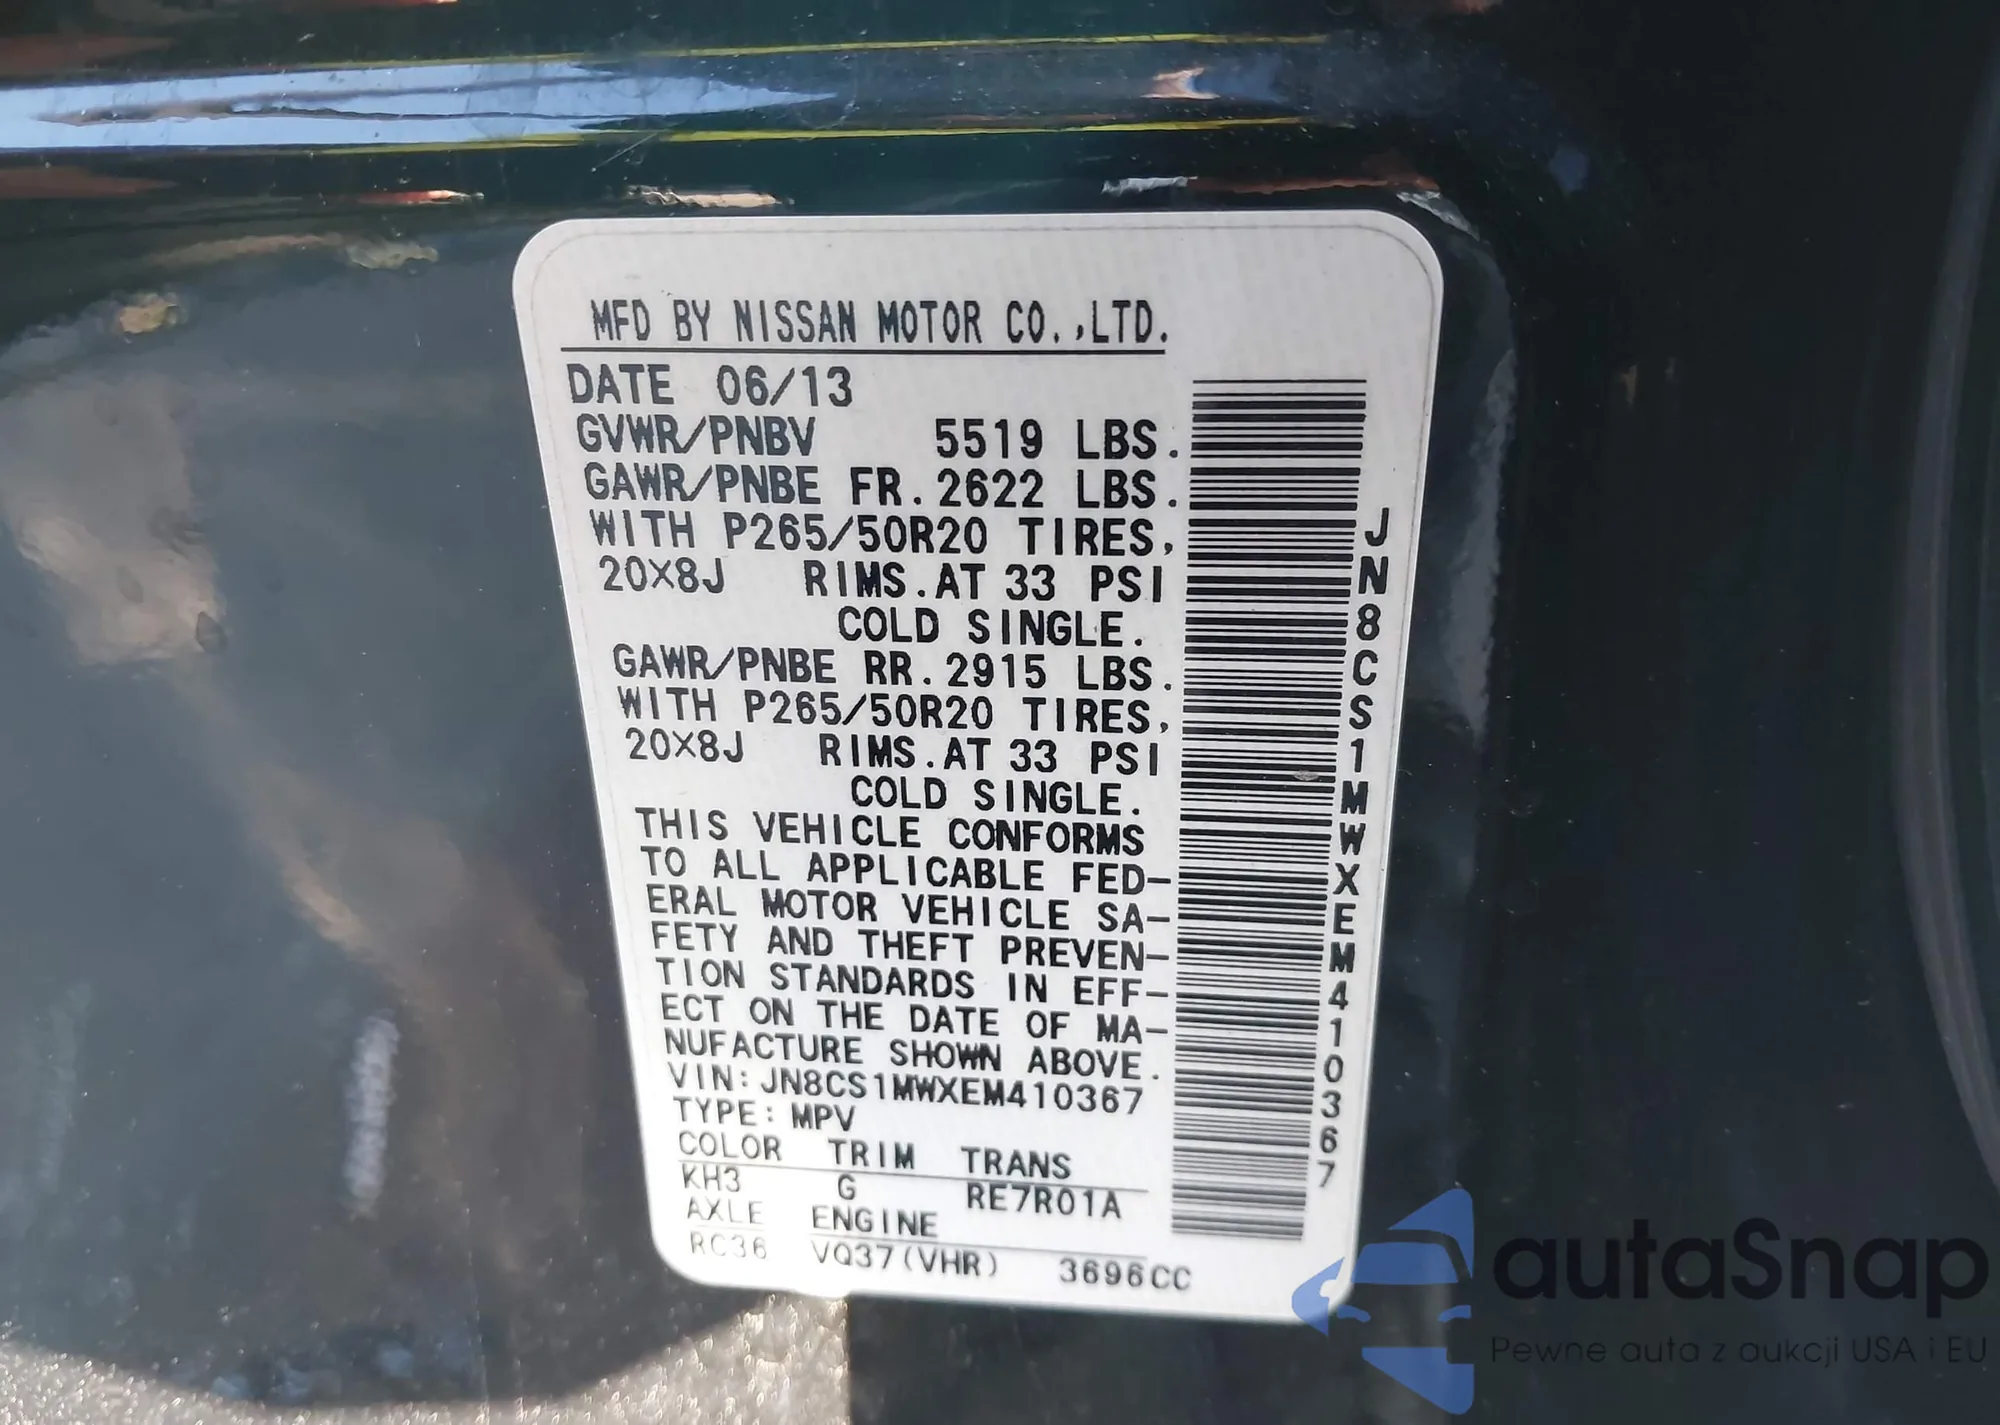 MFD BY NISSAN MOTOR CO.,LTD.
DATE 06/13
GVWR/PNBV 5519 LBS.
GAWR/PNBE FR.2622 LBS.
WITH P265/50R20 TIRES,
20X8J RIMS.AT 33 PSI
COLD SINGLE.
GAWR/PNBE RR.2915 LBS.
WITH P265/50R20 TIRES,
20X8J RIMS.AT 33 PSI
COLD SINGLE.
THIS VEHICLE CONFORMS
TO ALL APPLICABLE FED-
ERAL MOTOR VEHICLE SA-
FETY AND THEFT PREVEN-
TION STANDARDS IN EFF-
ECT ON THE DATE OF MA-
NUFACTURE SHOWN ABOVE.
VIN:JN8CS1MWXEM410367
TYPE:MPV
COLOR TRIM TRANS
KH3 G RE7R01A
AXLE ENGINE
RC36 VQ37(VHR) 3696CC
JN8CS1MWXEM410367
autaSnap
Pewne auta z aukcji USA i EU